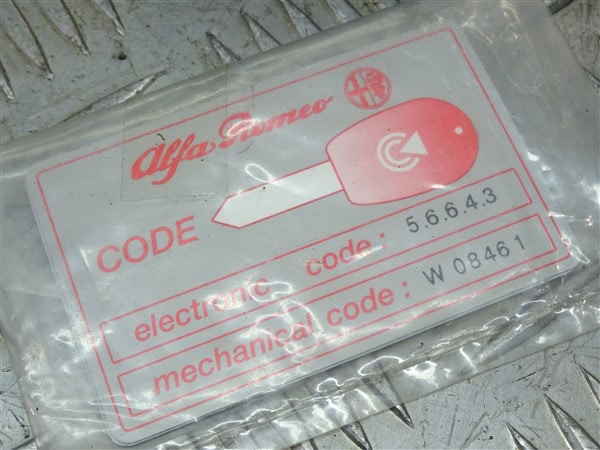 Alfa Romeo
CODE
electronic code: 5.6.6.4.3
mechanical code: W 08461